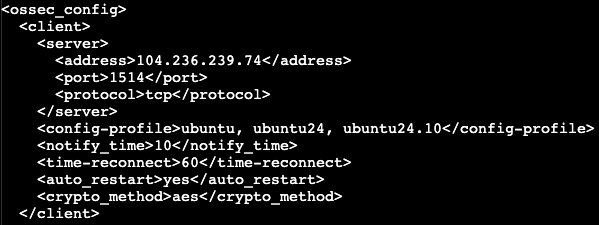 <ossec_config>
  <client>
    <server>
      <address>104.236.239.74</address>
      <port>1514</port>
      <protocol>tcp</protocol>
    </server>
    <config-profile>ubuntu, ubuntu24, ubuntu24.10</config-profile>
    <notify_time>10</notify_time>
    <time-reconnect>60</time-reconnect>
    <auto_restart>yes</auto_restart>
    <crypto_method>aes</crypto_method>
  </client>